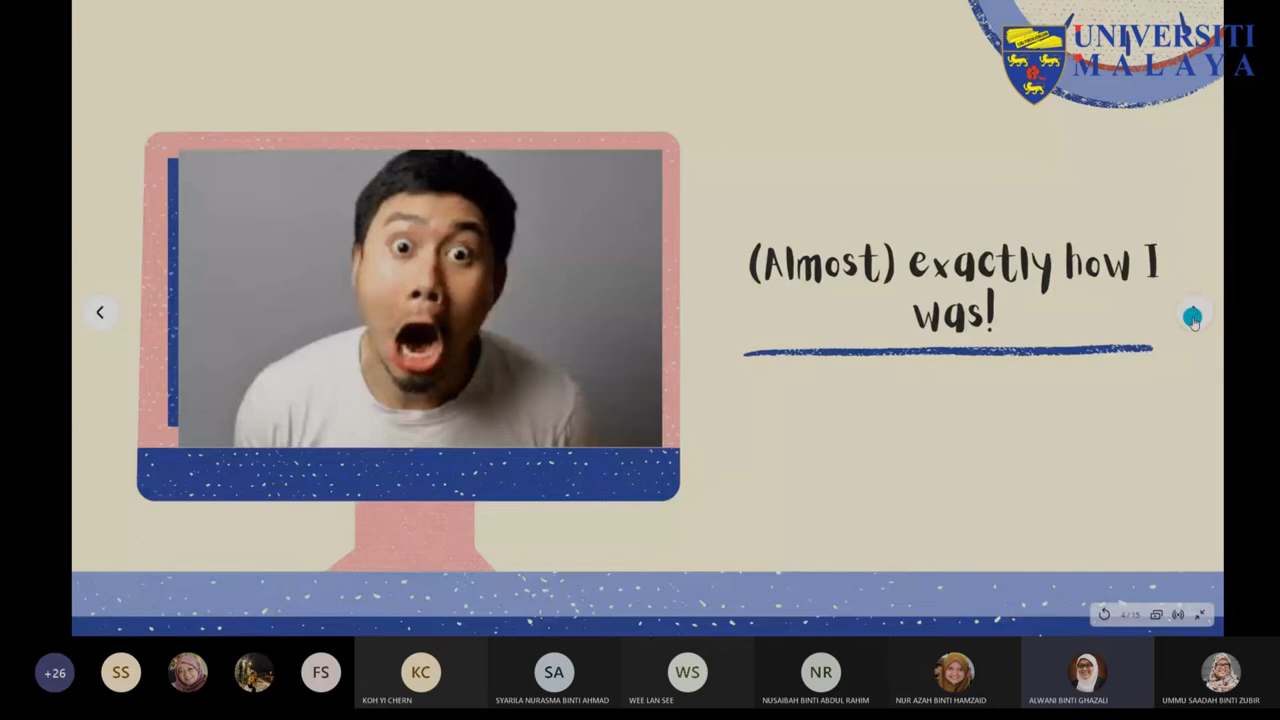 UNIVERSITI
MALAYA
(Almost) exactly how I
was!
4/15
+26
SS
FS
KC
SA
WS
NR
KOH YI CHERN
SYARILA NURASMA BINTI AHMAD
WEE LAN SEE
NUSAIBAH BINTI ABDUL RAHIM
NUR AZAH BINTI HAMZAID
ALWANI BINTI GHAZALI
UMMU SAADAH BINTI ZUBIR